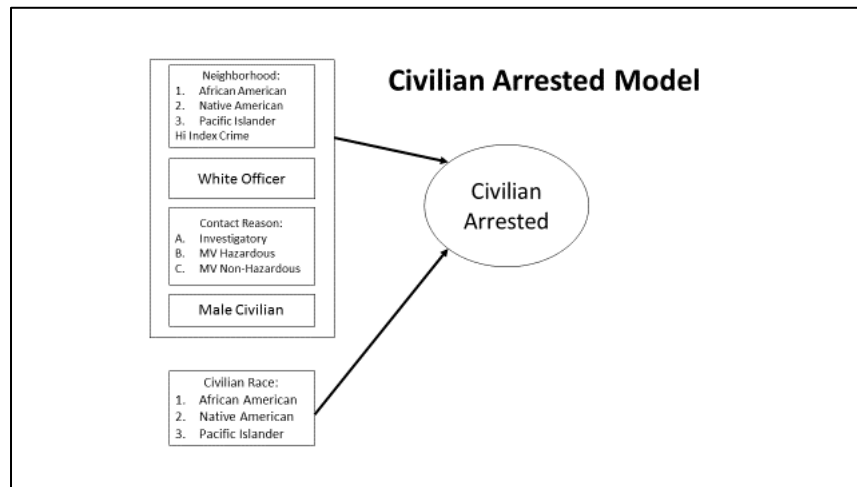 Civilian Arrested Model
Neighborhood:
1. African American
2. Native American
3. Pacific Islander
Hi Index Crime
White Officer
Contact Reason:
A. Investigatory
B. MV Hazardous
C. MV Non-Hazardous
Male Civilian
Civilian
Arrested
Civilian Race:
1. African American
2. Native American
3. Pacific Islander